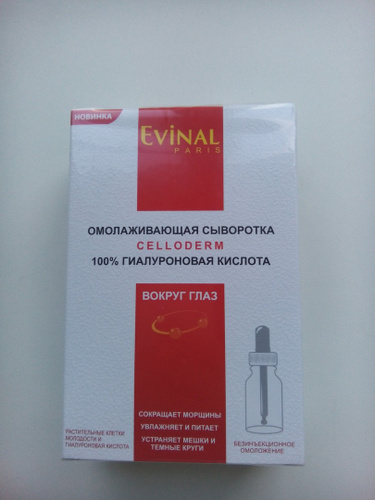 НОВИНКА
EViNAL
PARIS
ОМОЛАЖИВАЮЩАЯ СЫВОРОТКА
CELLODERM
100% ГИАЛУРОНОВАЯ КИСЛОТА
ВОКРУГ ГЛАЗ
СОКРАЩАЕТ МОРЩИНЫ
УВЛАЖНЯЕТ И ПИТАЕТ
УСТРАНЯЕТ МЕШКИ И
ТЕМНЫЕ КРУГИ
РАСТИТЕЛЬНЫЕ КЛЕТКИ
МОЛОДОСТИ И
ГИАЛУРОНОВАЯ КИСЛОТА
БЕЗИНЪЕКЦИОННОЕ
ОМОЛОЖЕНИЕ